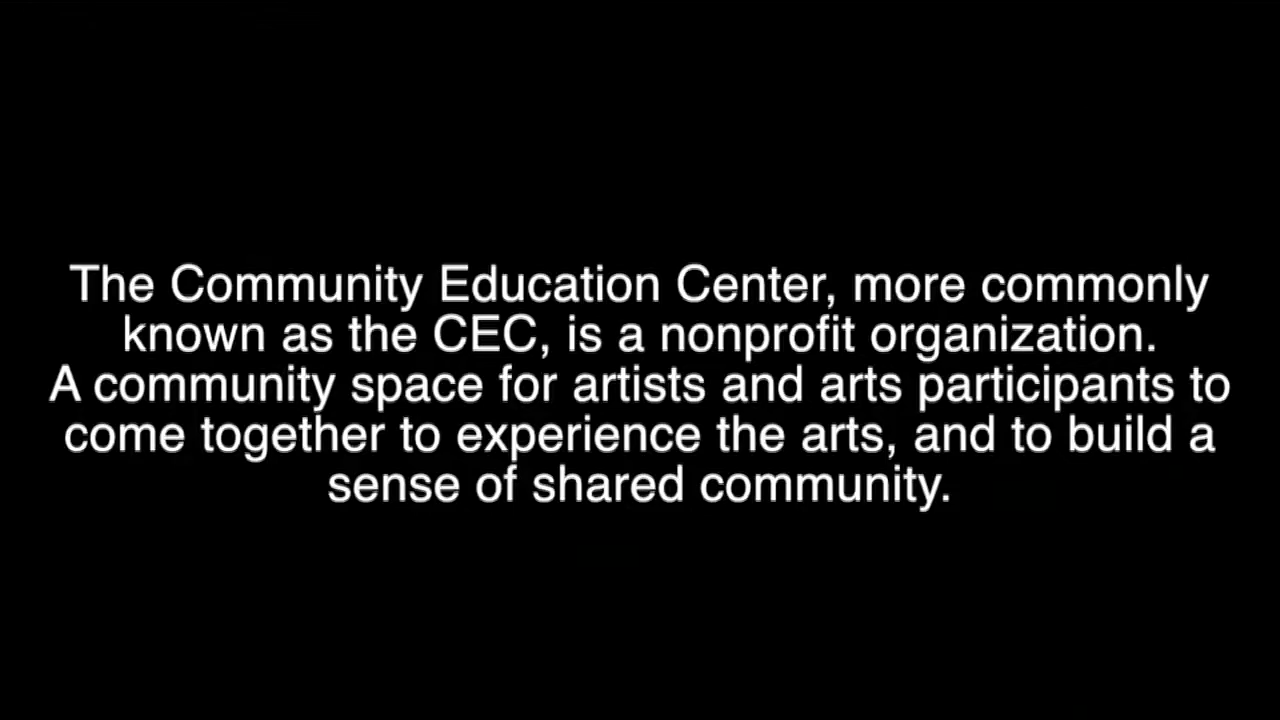 The Community Education Center, more commonly
known as the CEC, is a nonprofit organization.
A community space for artists and arts participants to
come together to experience the arts, and to build a
sense of shared community.